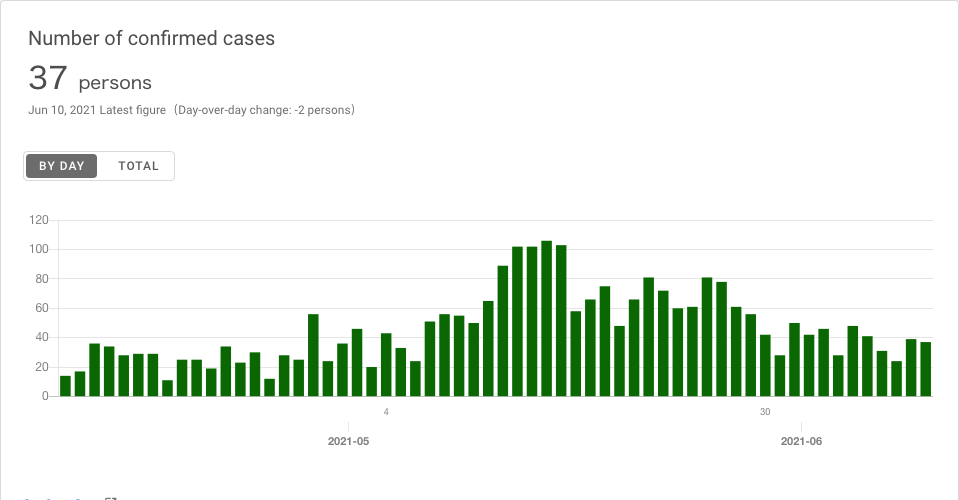 Number of confirmed cases
37 persons
Jun 10, 2021 Latest figure（Day-over-day change: -2 persons）
BY DAY TOTAL
120
100
80
60
40
20
0
4 30
2021-05 2021-06